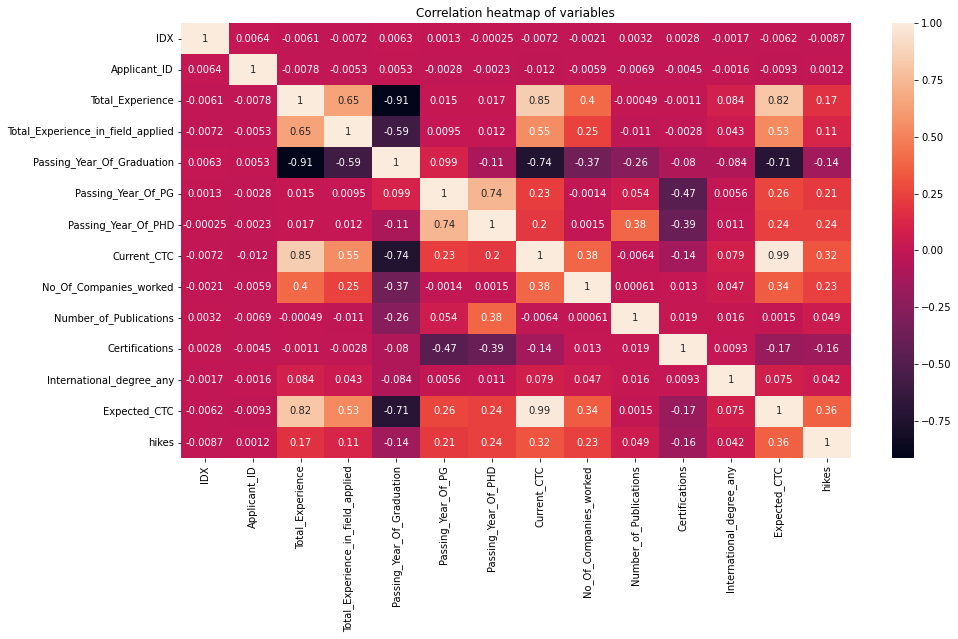 Correlation heatmap of variables
IDX 1 0.0064 -0.0061 -0.0072 0.0063 0.0013 -0.00025 -0.0072 -0.0021 0.0032 0.0028 -0.0017 -0.0062 -0.0087
Applicant_ID 0.0064 1 -0.0078 -0.0053 0.0053 -0.0028 -0.0023 -0.012 -0.0059 -0.0069 -0.0045 -0.0016 -0.0093 0.0012
Total_Experience -0.0061 -0.0078 1 0.65 -0.91 0.015 0.017 0.85 0.4 -0.00049 -0.0011 0.084 0.82 0.17
Total_Experience_in_field_applied -0.0072 -0.0053 0.65 1 -0.59 0.0095 0.012 0.55 0.25 -0.011 -0.0028 0.043 0.53 0.11
Passing_Year_Of_Graduation 0.0063 0.0053 -0.91 -0.59 1 0.099 -0.11 -0.74 -0.37 -0.26 -0.08 -0.084 -0.71 -0.14
Passing_Year_Of_PG 0.0013 -0.0028 0.015 0.0095 0.099 1 0.74 0.23 -0.0014 0.054 -0.47 0.0056 0.26 0.21
Passing_Year_Of_PHD -0.00025 -0.0023 0.017 0.012 -0.11 0.74 1 0.2 0.0015 0.38 -0.39 0.011 0.24 0.24
Current_CTC -0.0072 -0.012 0.85 0.55 -0.74 0.23 0.2 1 0.38 -0.0064 -0.14 0.079 0.99 0.32
No_Of_Companies_worked -0.0021 -0.0059 0.4 0.25 -0.37 -0.0014 0.0015 0.38 1 0.00061 0.013 0.047 0.34 0.23
Number_of_Publications 0.0032 -0.0069 -0.00049 -0.011 -0.26 0.054 0.38 -0.0064 0.00061 1 0.019 0.016 0.0015 0.049
Certifications 0.0028 -0.0045 -0.0011 -0.0028 -0.08 -0.47 -0.39 -0.14 0.013 0.019 1 0.0093 -0.17 -0.16
International_degree_any -0.0017 -0.0016 0.084 0.043 -0.084 0.0056 0.011 0.079 0.047 0.016 0.0093 1 0.075 0.042
Expected_CTC -0.0062 -0.0093 0.82 0.53 -0.71 0.26 0.24 0.99 0.34 0.0015 -0.17 0.075 1 0.36
hikes -0.0087 0.0012 0.17 0.11 -0.14 0.21 0.24 0.32 0.23 0.049 -0.16 0.042 0.36 1
IDX
Applicant_ID
Total_Experience
Total_Experience_in_field_applied
Passing_Year_Of_Graduation
Passing_Year_Of_PG
Passing_Year_Of_PHD
Current_CTC
No_Of_Companies_worked
Number_of_Publications
Certifications
International_degree_any
Expected_CTC
hikes
1.00
0.75
0.50
0.25
0.00
-0.25
-0.50
-0.75